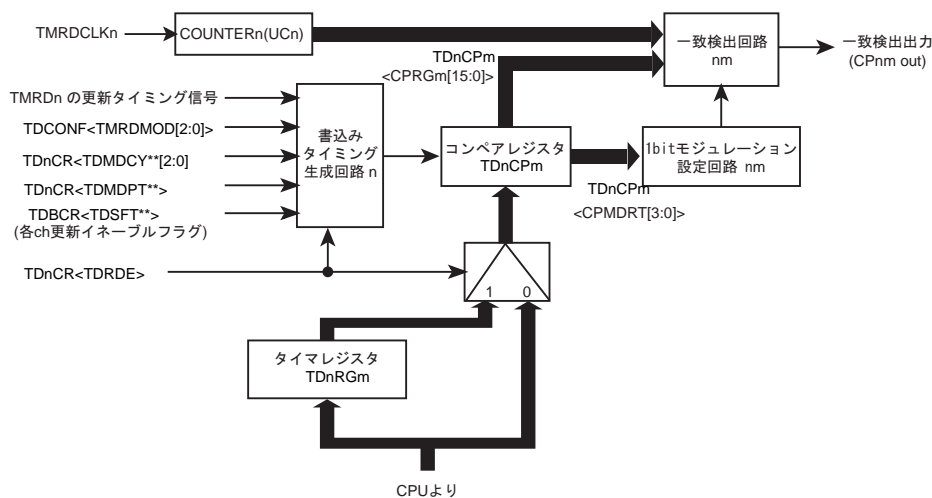 TMRDCLKn
COUNTERn(UCn)
一致検出回路
nm
一致検出出力
(CPnm out)
TDnCPm
<CPRGm[15:0]>
TMRDn の更新タイミング信号
TDCONF<TMRDMOD[2:0]>
TDnCR<TDMDCY**[2:0]
TDnCR<TDMDPT**>
TDBCR<TDSFT**>
(各ch更新イネーブルフラグ)
書込み
タイミング
生成回路 n
コンペアレジスタ
TDnCPm
1bitモジュレーション
設定回路 nm
TDnCPm
<CPMDRT[3:0]>
TDnCR<TDRDE>
1 0
タイマレジスタ
TDnRGm
CPUより